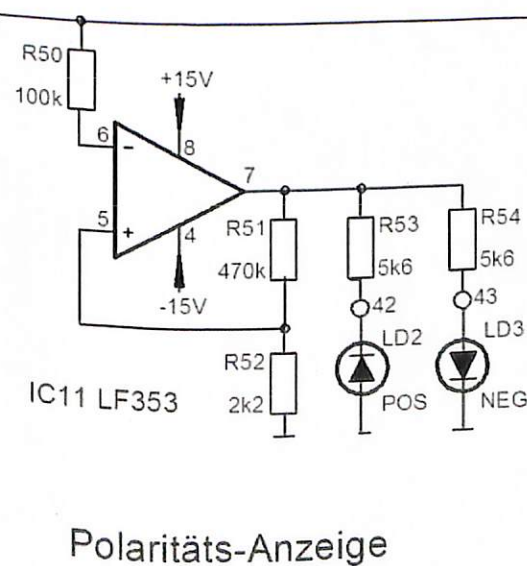 R50
100k
+15V
6
8
7
5
4
-15V
R51
470k
R53
5k6
R54
5k6
42
43
LD2
LD3
R52
2k2
POS
NEG
IC11 LF353
Polaritäts-Anzeige